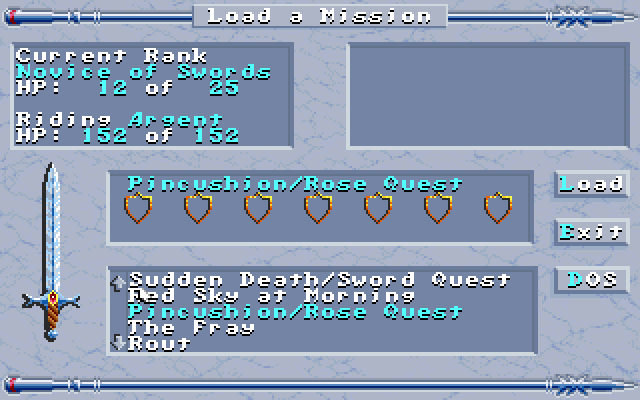 Load a Mission
Current Rank
Novice of Swords
HP: 12 of 25
Riding Argent
HP: 152 of 152
Pincushion/Rose Quest
Load
Exit
DOS
Sudden Death/Sword Quest
Red Sky at Morning
Pincushion/Rose Quest
The Fray
Rout